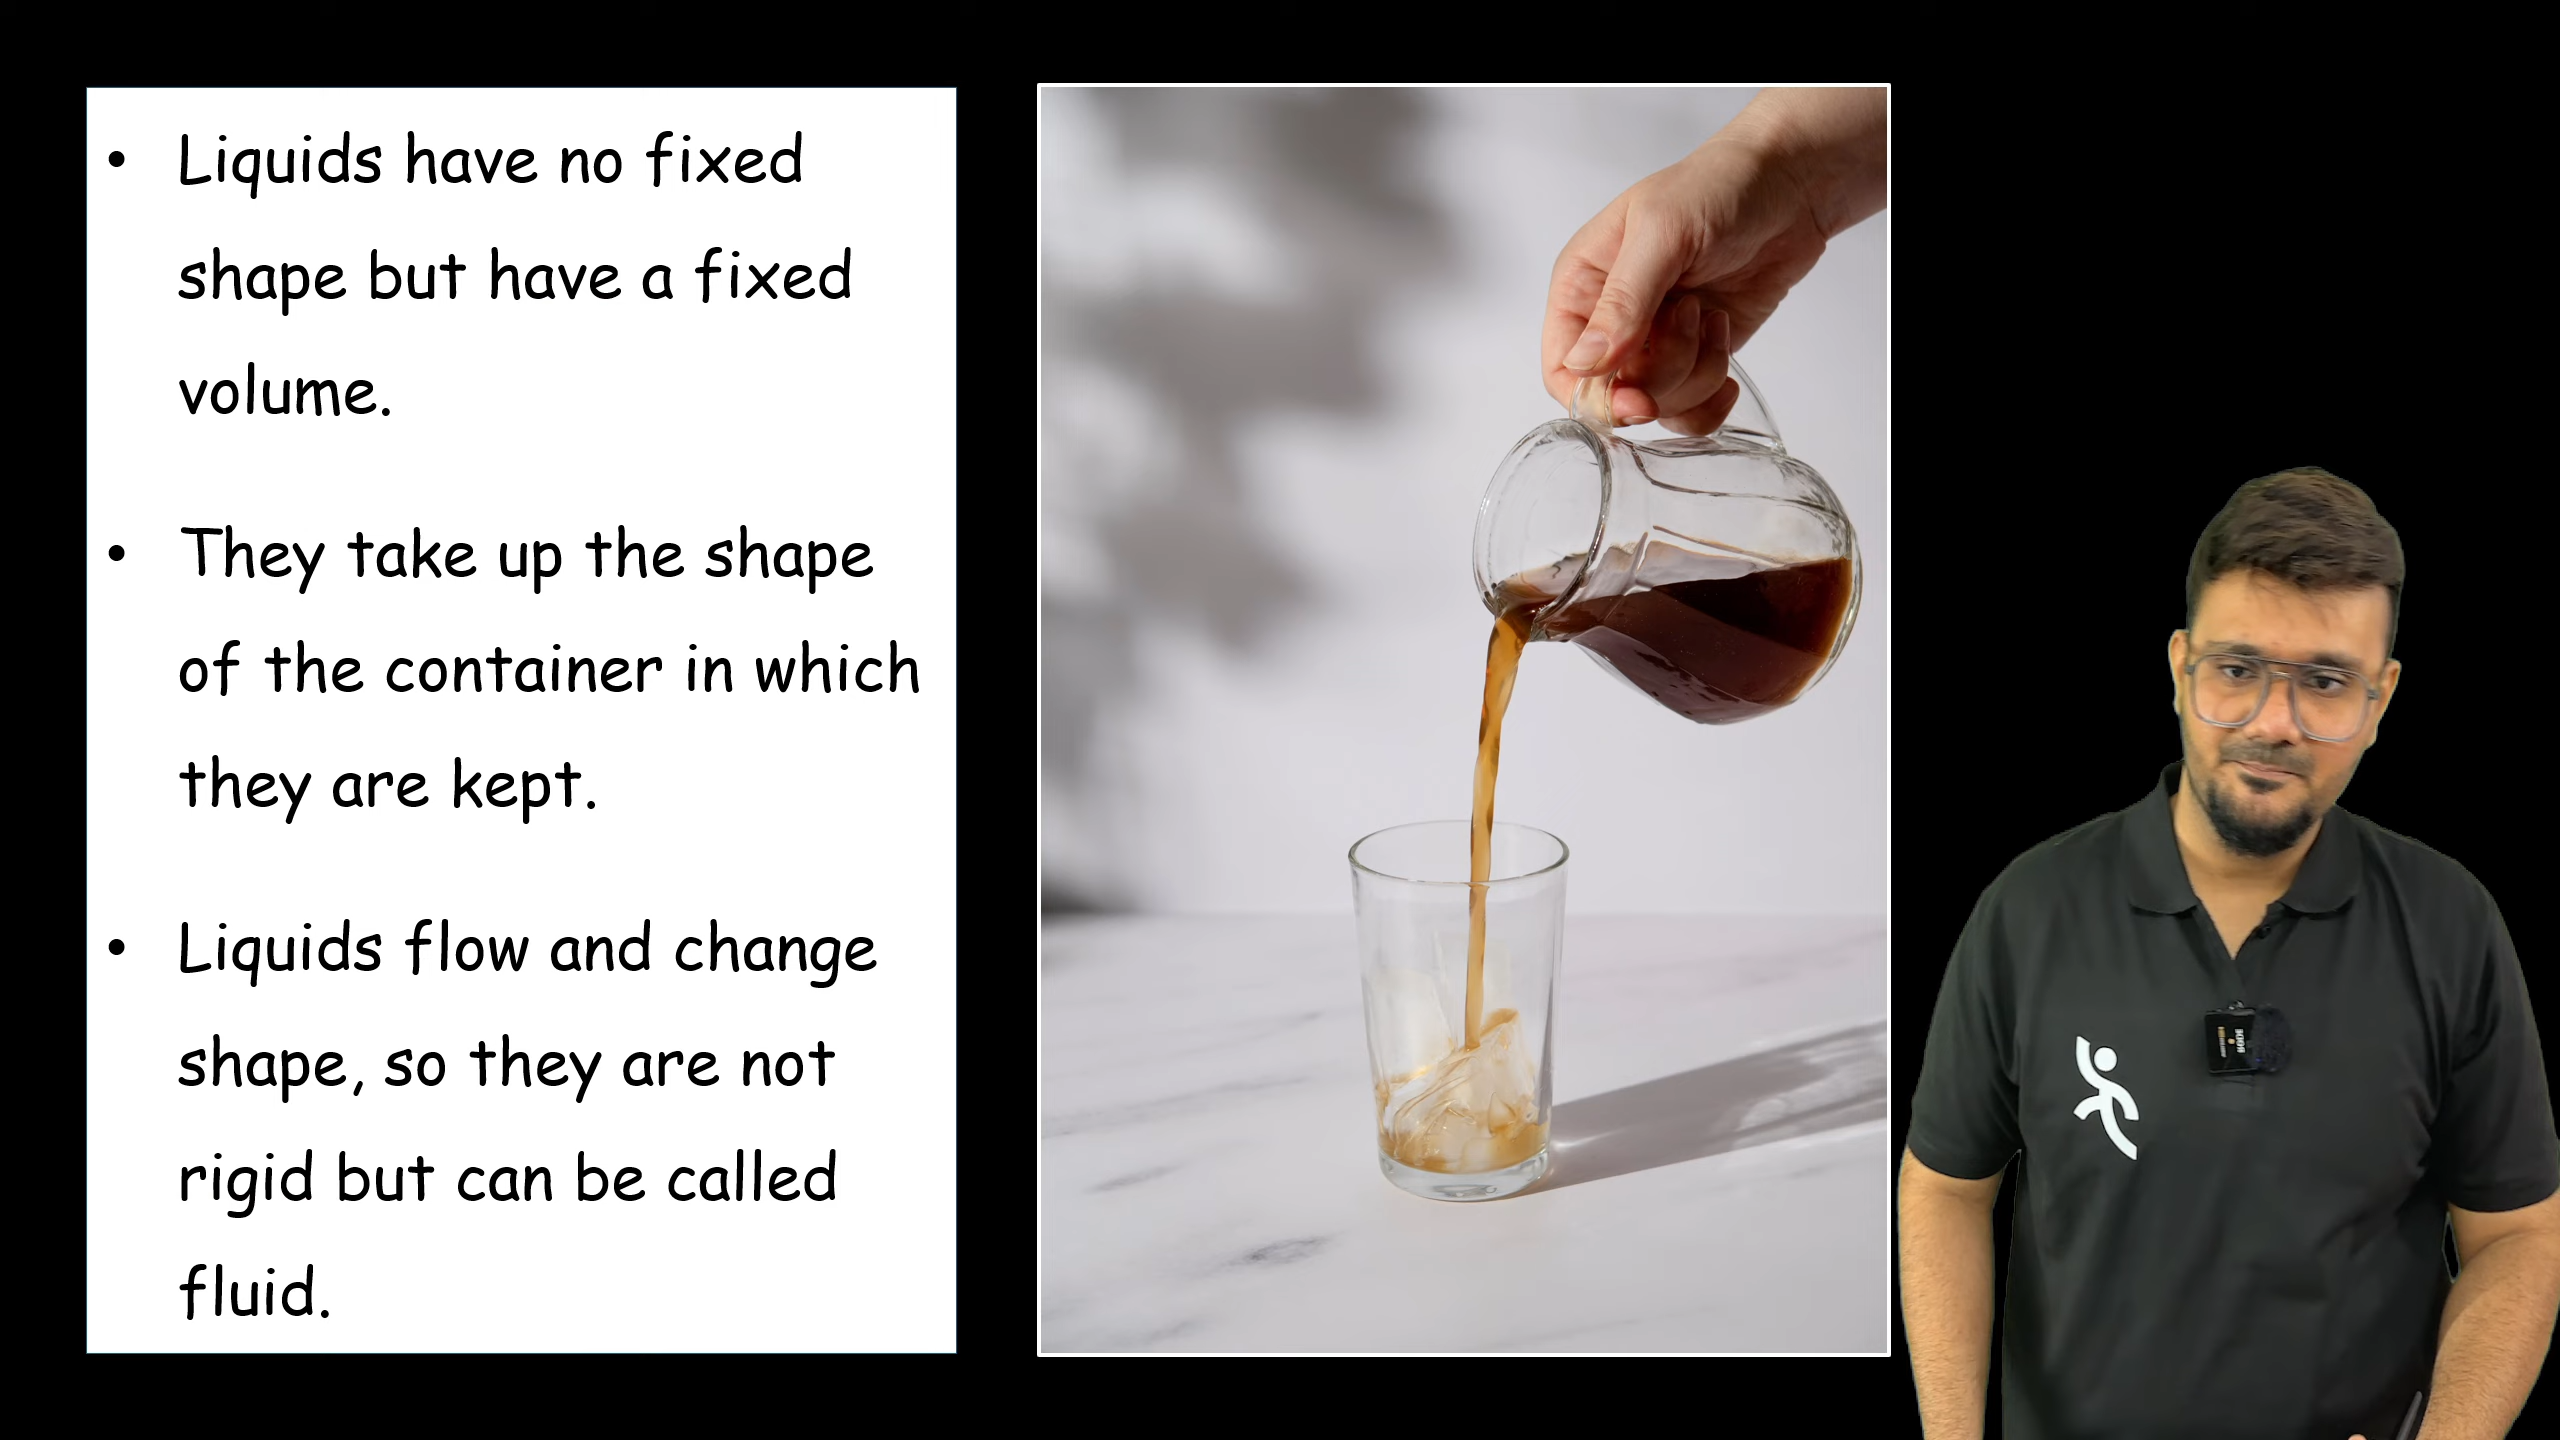 • Liquids have no fixed
shape but have a fixed
volume.
• They take up the shape
of the container in which
they are kept.
• Liquids flow and change
shape, so they are not
rigid but can be called
fluid.